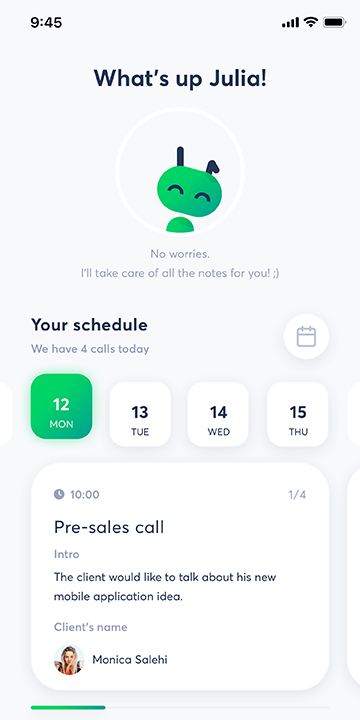 9:45
What's up Julia!
No worries.
I'll take care of all the notes for you! ;)
Your schedule
We have 4 calls today
12
MON
13
TUE
14
WED
15
THU
10:00
1/4
Pre-sales call
Intro
The client would like to talk about his new
mobile application idea.
Client's name
Monica Salehi